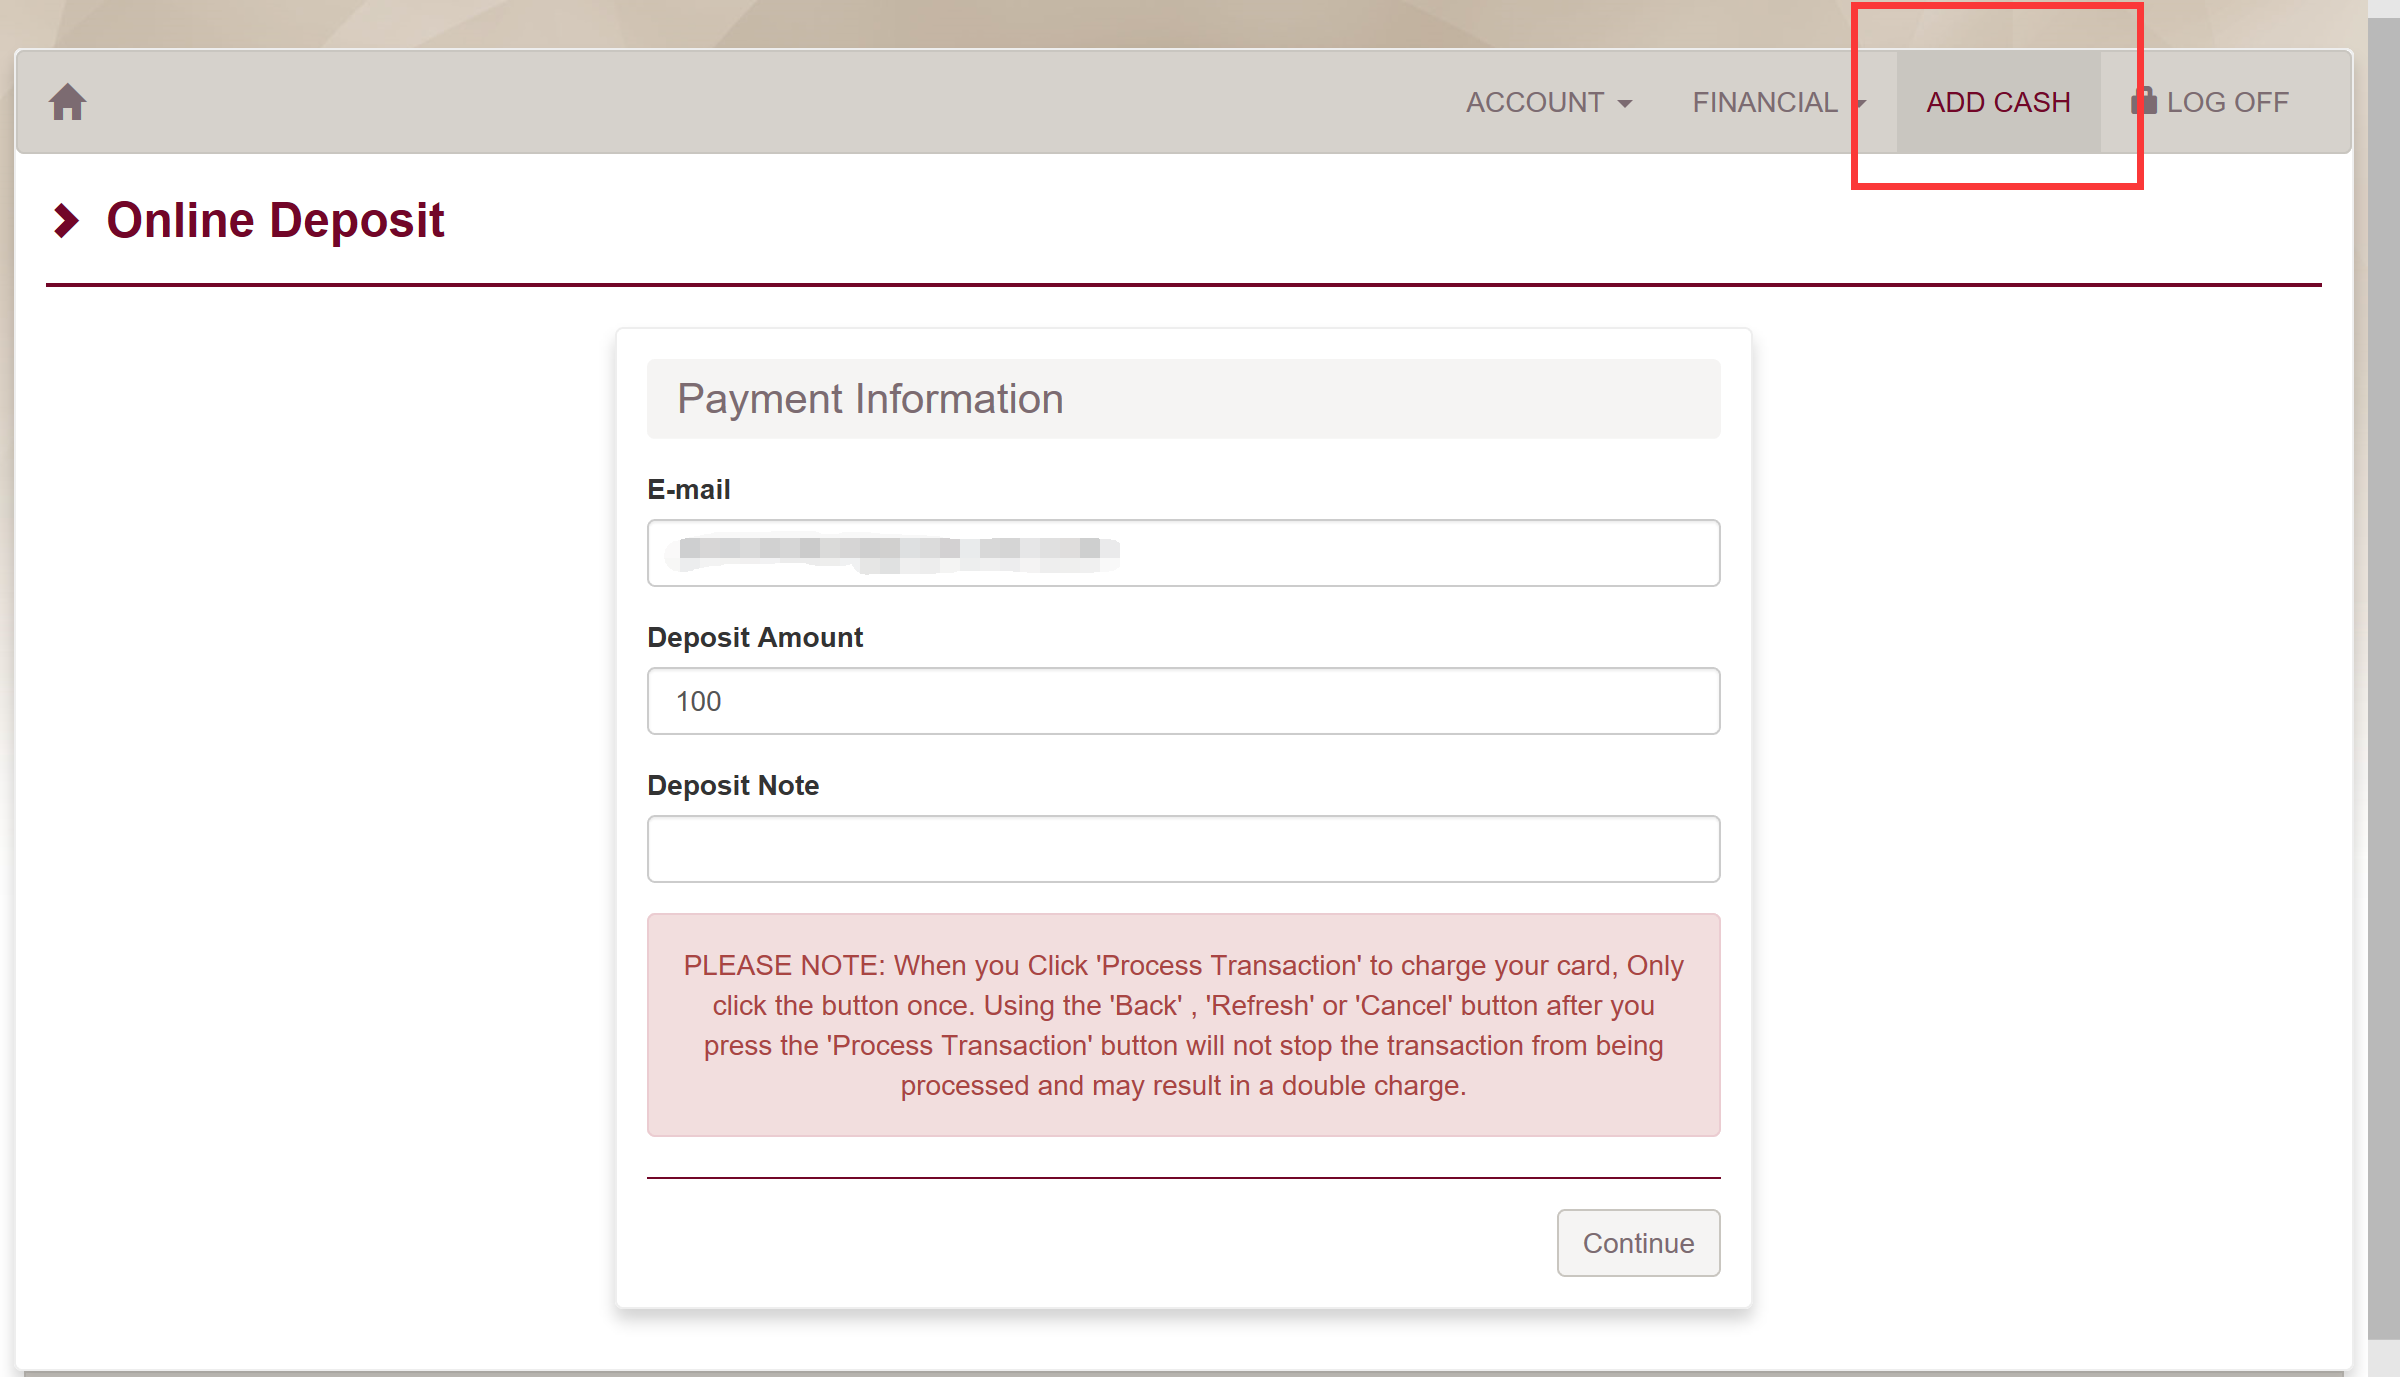 ACCOUNT FINANCIAL ADD CASH LOG OFF
Online Deposit
Payment Information
E-mail
Deposit Amount
100
Deposit Note
PLEASE NOTE: When you Click 'Process Transaction' to charge your card, Only
click the button once. Using the 'Back' , 'Refresh' or 'Cancel' button after you
press the 'Process Transaction' button will not stop the transaction from being
processed and may result in a double charge.
Continue